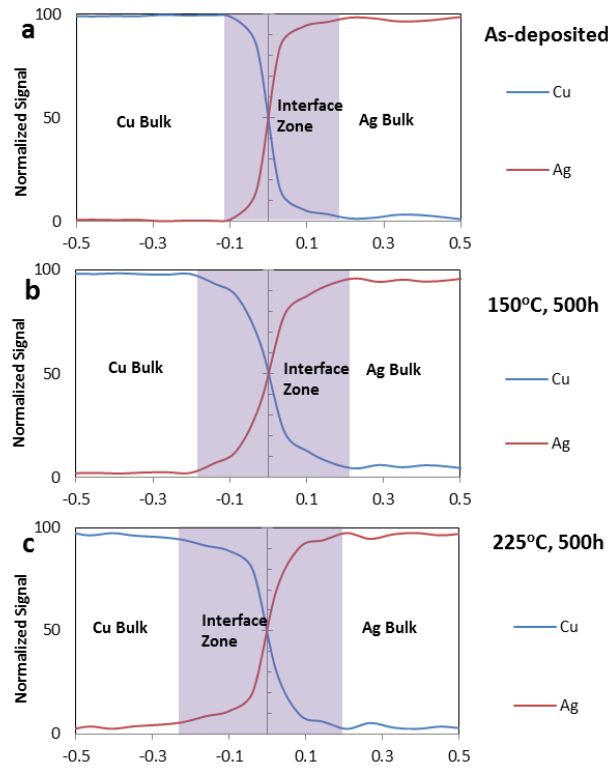 a
As-deposited
Normalized Signal
100
50
0
Cu Bulk
Interface
Zone
Ag Bulk
Cu
Ag
-0.5
-0.3
-0.1
0.1
0.3
0.5
b
150°C, 500h
Normalized Signal
100
50
0
Cu Bulk
Interface
Zone
Ag Bulk
Cu
Ag
-0.5
-0.3
-0.1
0.1
0.3
0.5
c
225°C, 500h
Normalized Signal
100
50
0
Cu Bulk
Interface
Zone
Ag Bulk
Cu
Ag
-0.5
-0.3
-0.1
0.1
0.3
0.5